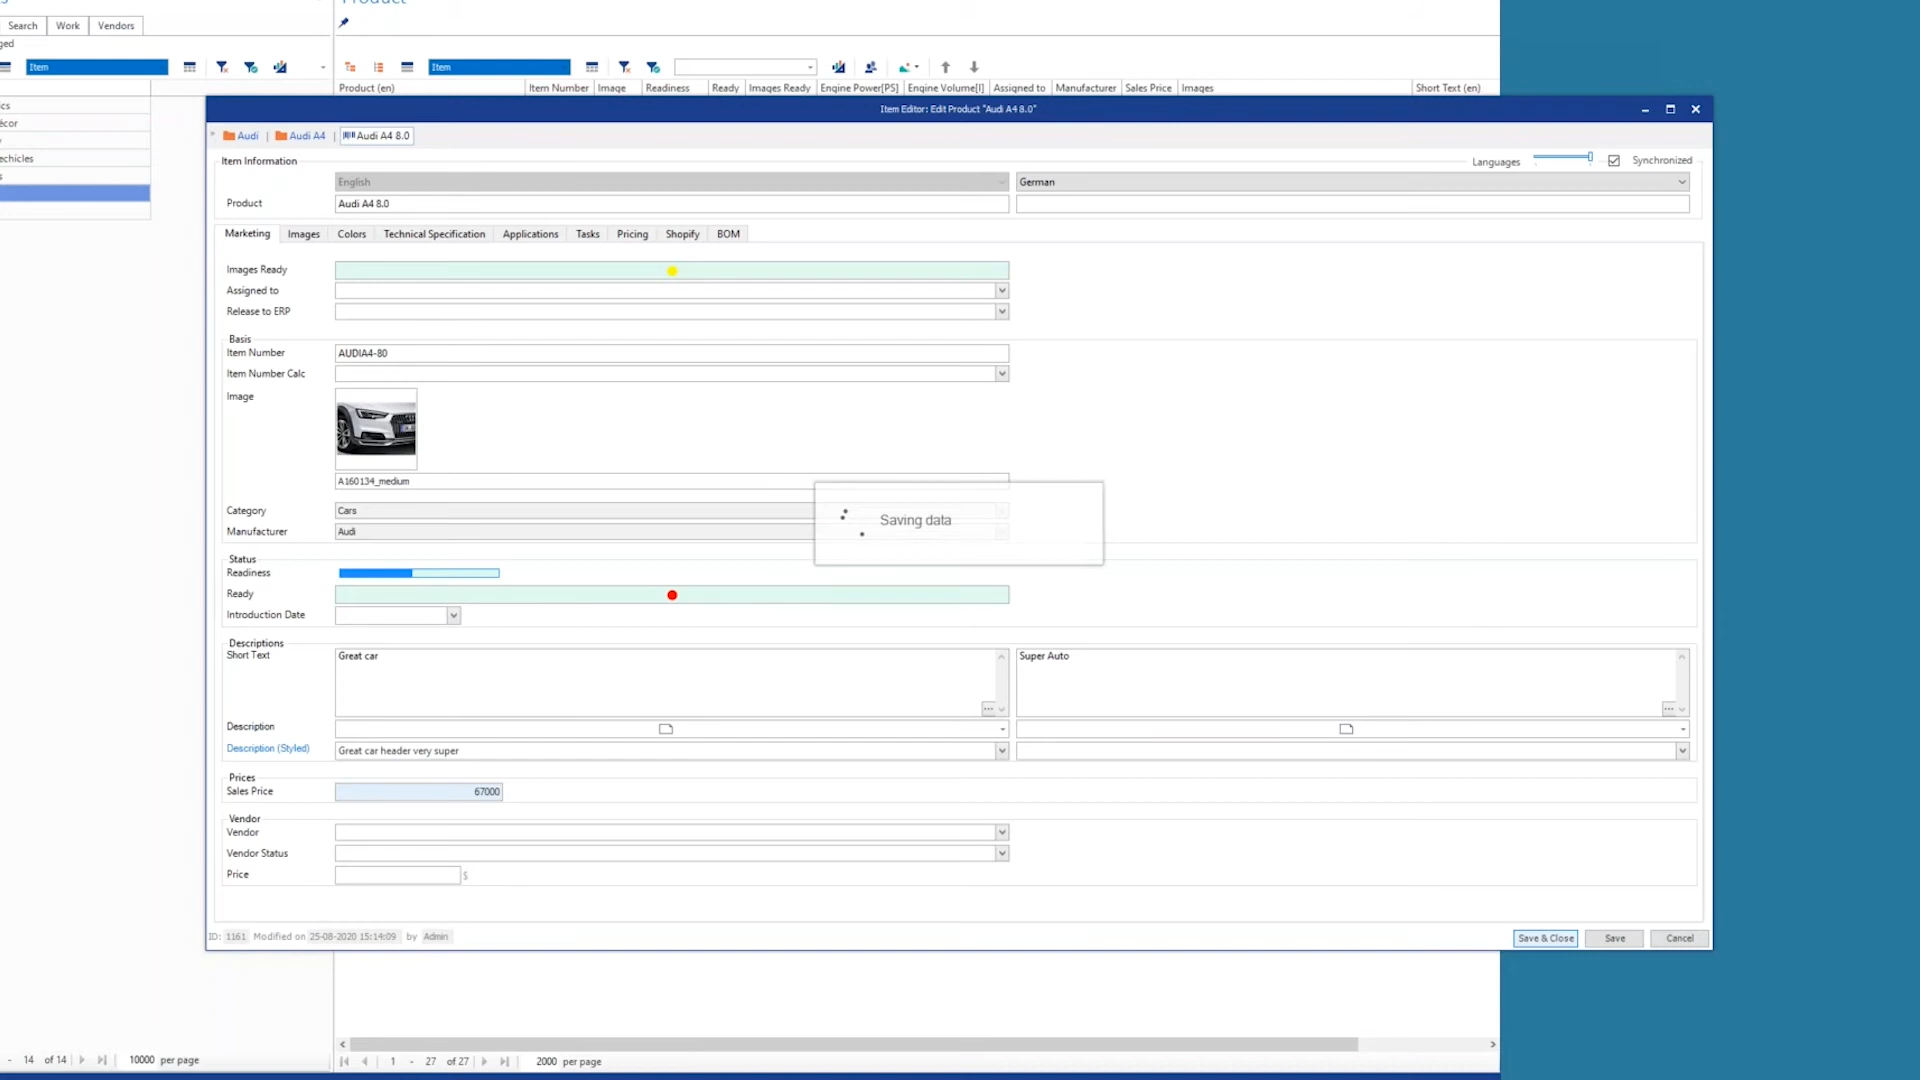 Product
Search Work Vendors
ged
Item Item
Product (en) Item Number Image Readiness Ready Images Ready Engine Power[PS] Engine Volume[l] Assigned to Manufacturer Sales Price Images Short Text (en)
ics
écor
echicles
s
Item Editor: Edit Product "Audi A4 8.0"
Audi | Audi A4 | Audi A4 8.0
Item Information Languages Synchronized
English German
Product Audi A4 8.0
Marketing Images Colors Technical Specification Applications Tasks Pricing Shopify BOM
Images Ready
Assigned to
Release to ERP
Basis
Item Number AUDIA4-80
Item Number Calc
Image
A160134_medium
Category Cars
Saving data
Manufacturer Audi
Status
Readiness
Ready
Introduction Date
Descriptions
Short Text Great car Super Auto
Description
Description (Styled) Great car header very super
Prices
Sales Price 67000
Vendor
Vendor
Vendor Status
Price $
ID: 1161 Modified on 25-08-2020 15:14:09 by Admin Save & Close Save Cancel
- 14 of 14 10000 per page 1 - 27 of 27 2000 per page